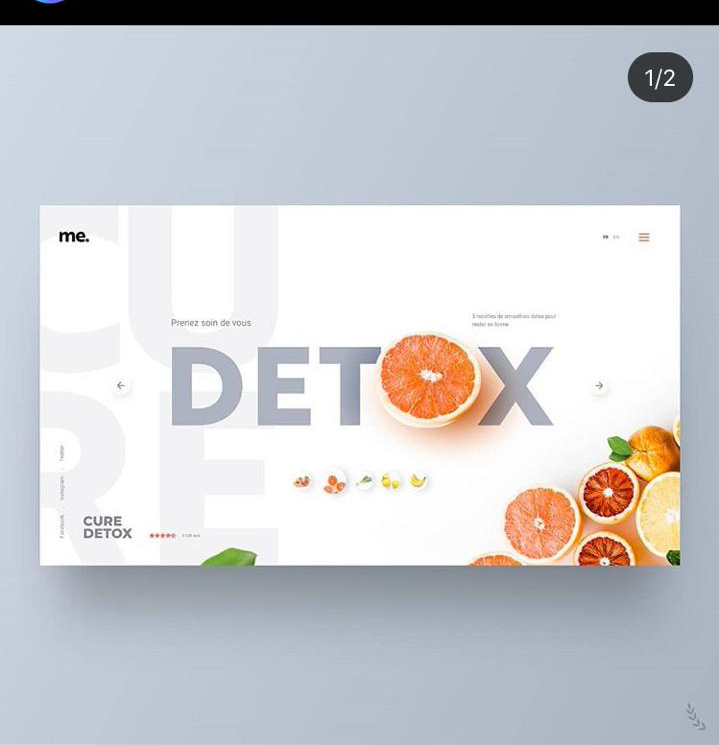 1/2
me.
FR EN
CURE
Prenez soin de vous
5 recettes de smoothies detox pour
rester en forme
DETOX
Facebook - Instagram - Twitter
CURE
DETOX